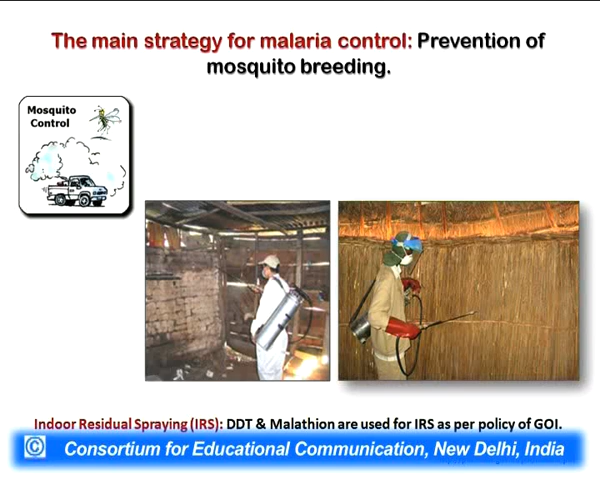 The main strategy for malaria control: Prevention of
mosquito breeding.
Mosquito
Control
Indoor Residual Spraying (IRS): DDT & Malathion are used for IRS as per policy of GOI.
© Consortium for Educational Communication, New Delhi, India